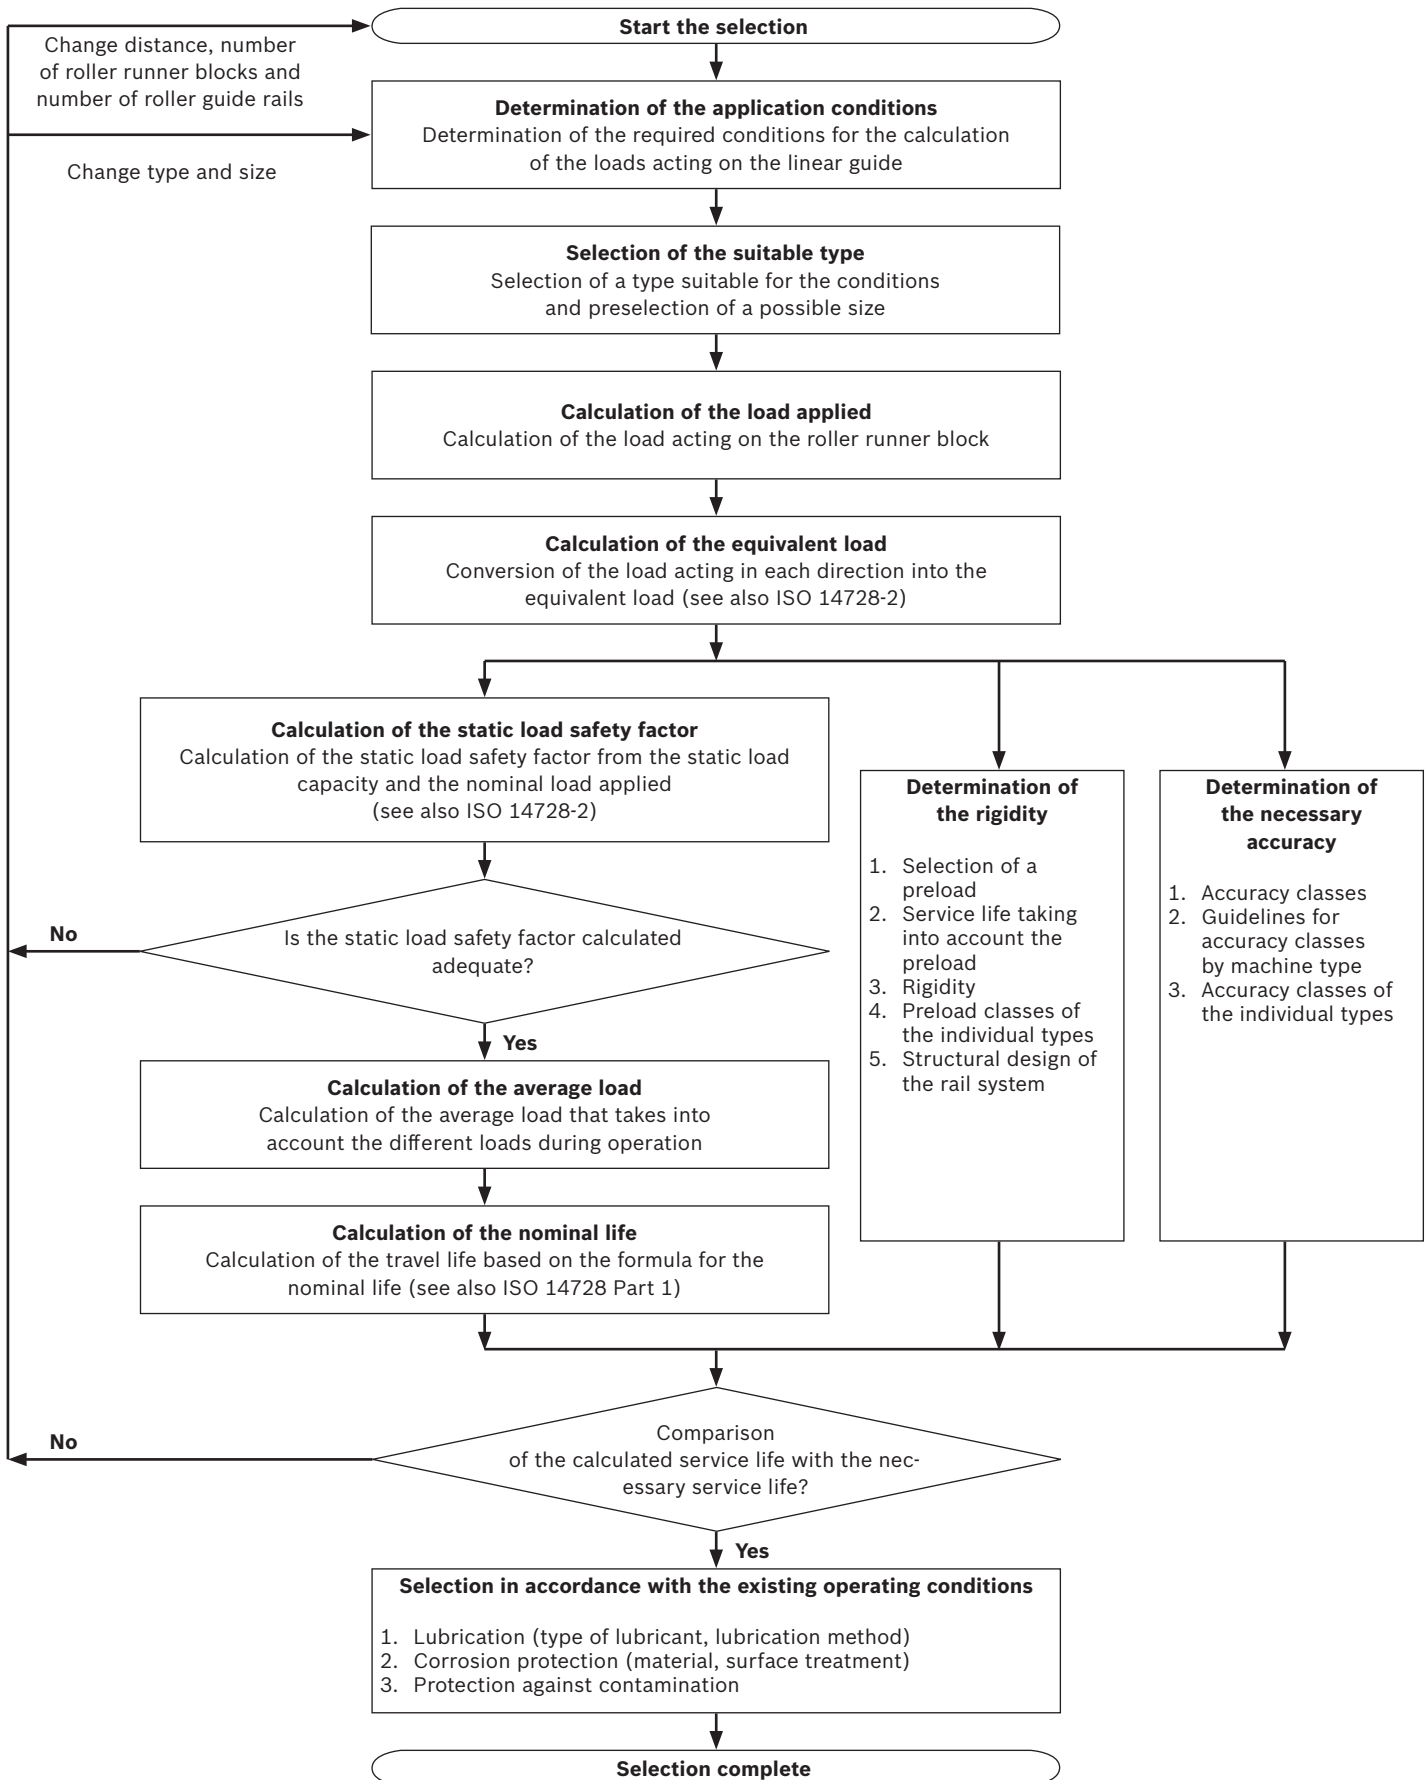 Start the selection
Change distance, number
of roller runner blocks and
number of roller guide rails
Change type and size
Determination of the application conditions
Determination of the required conditions for the calculation
of the loads acting on the linear guide
Selection of the suitable type
Selection of a type suitable for the conditions
and preselection of a possible size
Calculation of the load applied
Calculation of the load acting on the roller runner block
Calculation of the equivalent load
Conversion of the load acting in each direction into the
equivalent load (see also ISO 14728-2)
Calculation of the static load safety factor
Calculation of the static load safety factor from the static load
capacity and the nominal load applied
(see also ISO 14728-2)
No
Is the static load safety factor calculated
adequate?
Yes
Calculation of the average load
Calculation of the average load that takes into
account the different loads during operation
Calculation of the nominal life
Calculation of the travel life based on the formula for the
nominal life (see also ISO 14728 Part 1)
Determination of
the rigidity
1. Selection of a
preload
2. Service life taking
into account the
preload
3. Rigidity
4. Preload classes of
the individual types
5. Structural design of
the rail system
Determination of
the necessary
accuracy
1. Accuracy classes
2. Guidelines for
accuracy classes
by machine type
3. Accuracy classes of
the individual types
No
Comparison
of the calculated service life with the nec-
essary service life?
Yes
Selection in accordance with the existing operating conditions
1. Lubrication (type of lubricant, lubrication method)
2. Corrosion protection (material, surface treatment)
3. Protection against contamination
Selection complete